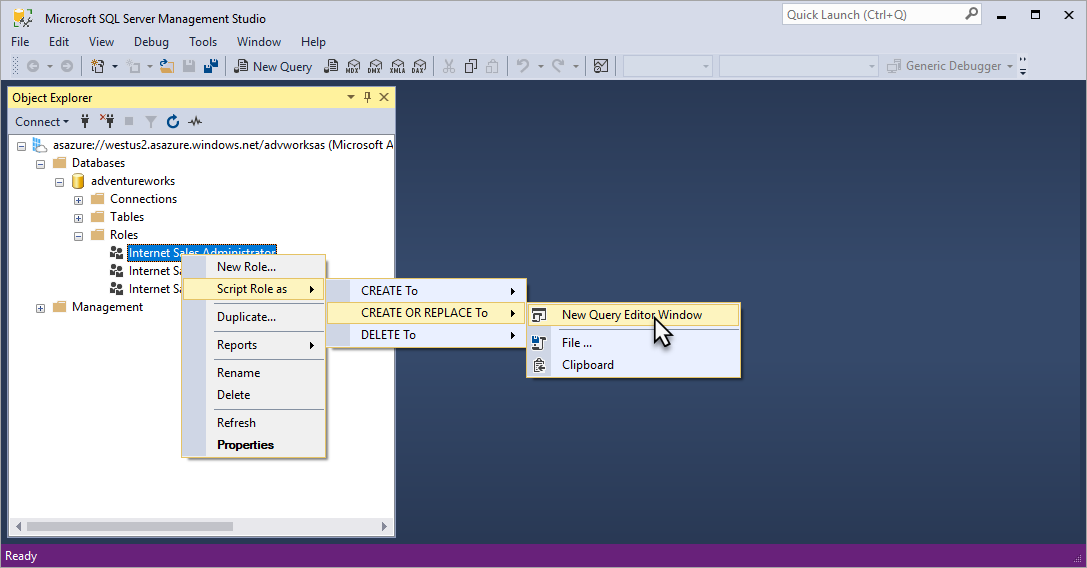 Microsoft SQL Server Management Studio
Quick Launch (Ctrl+Q)
File Edit View Debug Tools Window Help
New Query MDX DMX XMLA DAX Generic Debugger
Object Explorer
Connect
asazure://westus2.asazure.windows.net/advworksas (Microsoft A
Databases
adventureworks
Connections
Tables
Roles
Internet Sales Administrator
Internet Sa
Internet Sa
Management
New Role...
Script Role as
Duplicate...
Reports
Rename
Delete
Refresh
Properties
CREATE To
CREATE OR REPLACE To
DELETE To
New Query Editor Window
File ...
Clipboard
Ready